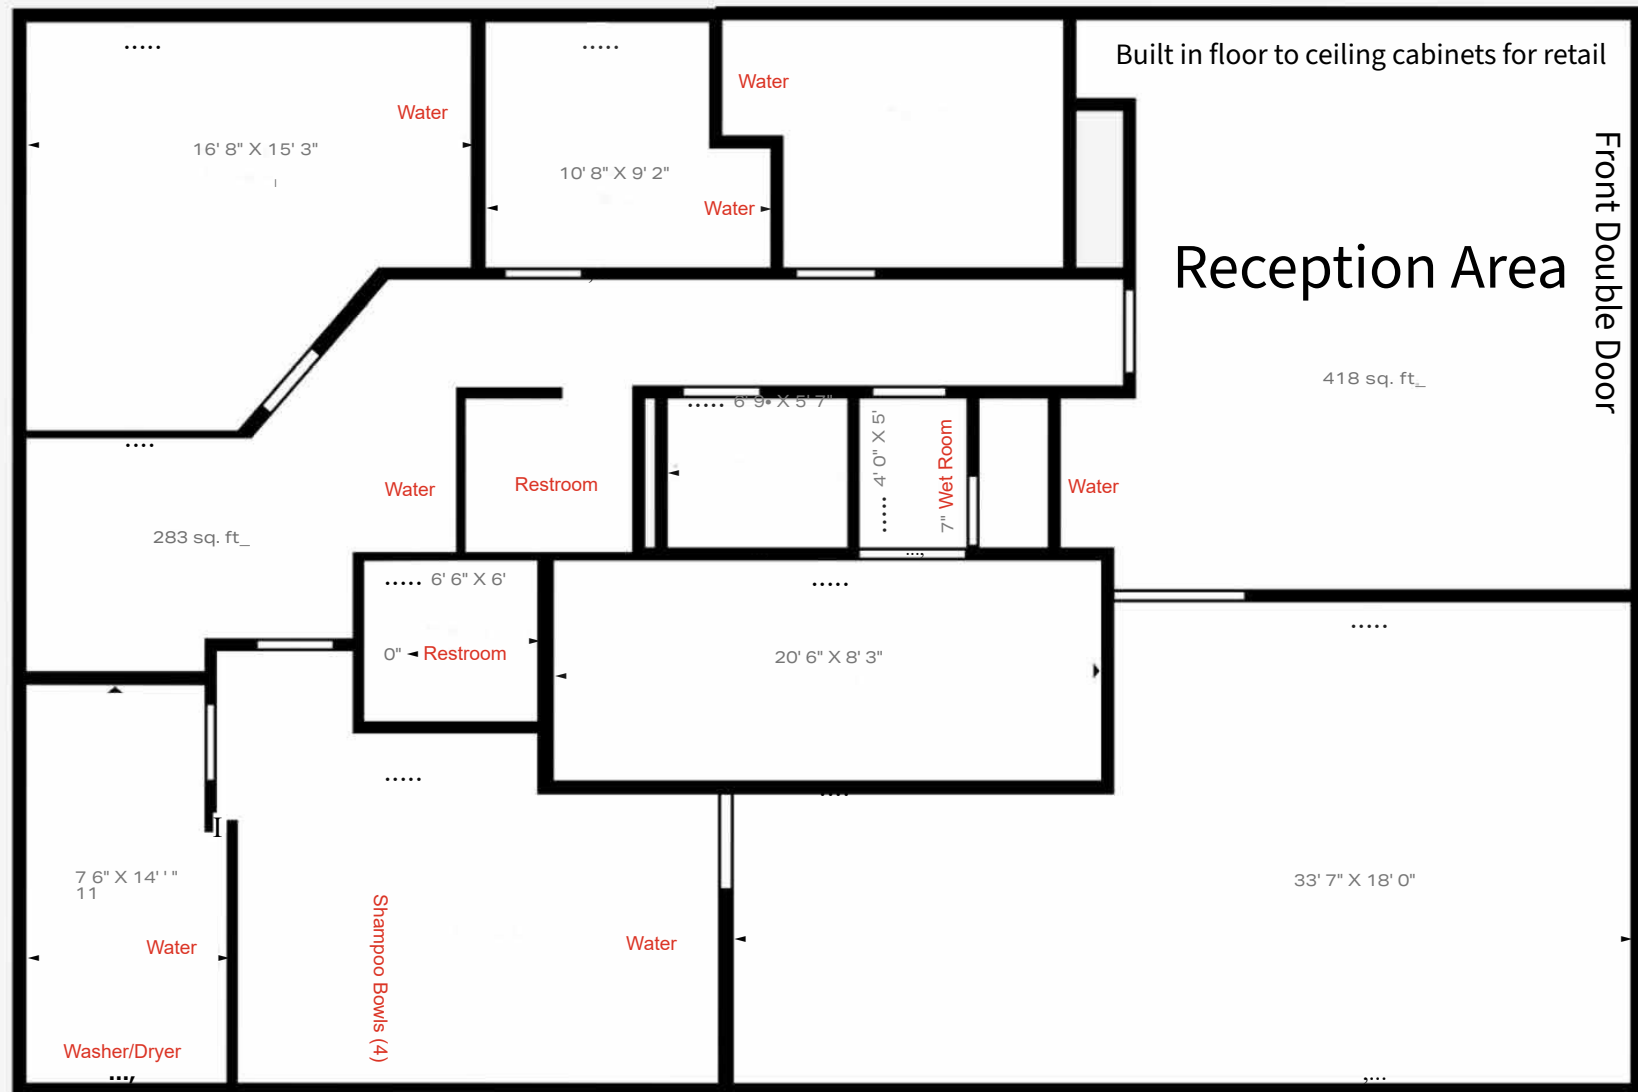 Built in floor to ceiling cabinets for retail
Water
Water
16' 8" X 15' 3"
10' 8" X 9' 2"
Water
Front Double Door
Reception Area
418 sq. ft_
6' 9• X 5' 7"
4' 0" X 5'
7"
Wet Room
Water
Restroom
Water
283 sq. ft_
6' 6" X 6'
0"
Restroom
20' 6" X 8' 3"
7 6" X 14' ' "
11
33' 7" X 18' 0"
Water
Shampoo Bowls (4)
Water
Washer/Dryer